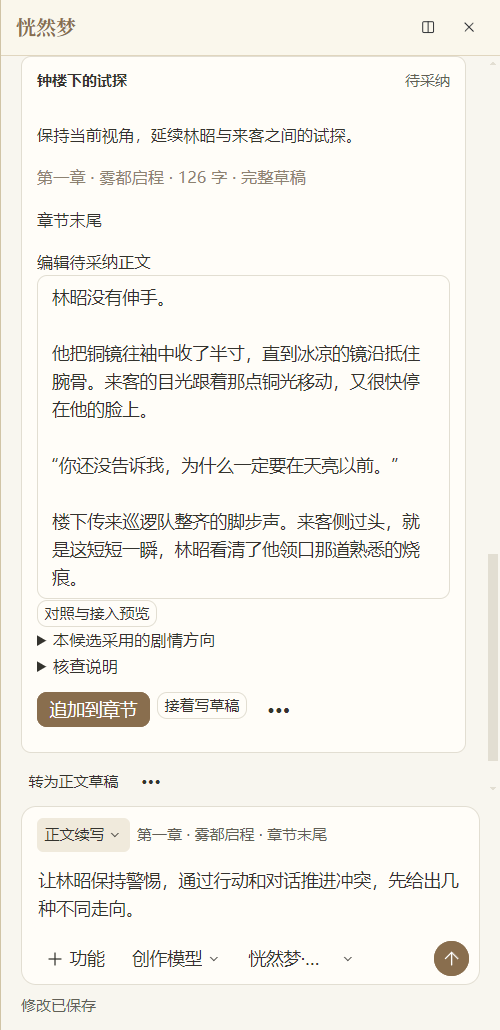 恍然梦
钟楼下的试探 待采纳
保持当前视角，延续林昭与来客之间的试探。
第一章 · 雾都启程 · 126 字 · 完整草稿
章节末尾
编辑待采纳正文
林昭没有伸手。
他把铜镜往袖中收了半寸，直到冰凉的镜沿抵住
腕骨。来客的目光跟着那点铜光移动，又很快停
在他的脸上。
“你还没告诉我，为什么一定要在天亮以前。”
楼下传来巡逻队整齐的脚步声。来客侧过头，就
是这短短一瞬，林昭看清了他领口那道熟悉的烧
痕。
对照与接入预览
▶ 本候选采用的剧情方向
▶ 核查说明
追加到章节 接着写草稿 •••
转为正文草稿 •••
正文续写 第一章 · 雾都启程 · 章节末尾
让林昭保持警惕，通过行动和对话推进冲突，先给出几
种不同走向。
＋ 功能 创作模型 恍然梦·...
修改已保存